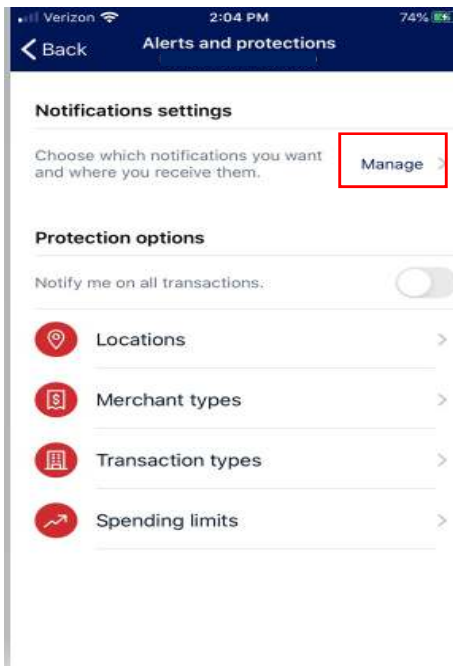 Verizon 2:04 PM 74%
Back Alerts and protections
Notifications settings
Choose which notifications you want
and where you receive them.
Manage
Protection options
Notify me on all transactions.
Locations
Merchant types
Transaction types
Spending limits